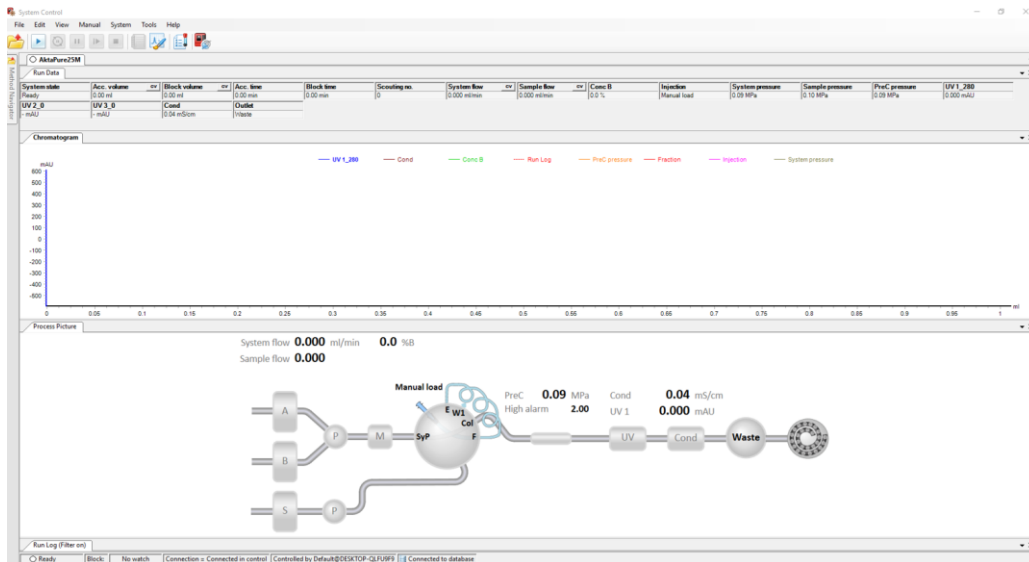 System Control
File Edit View Manual System Tools Help
AktaPure25M
Method Navigator
Run Data
System state Acc. volume cv Block volume cv Acc. time Block time Scouting no. System flow cv Sample flow cv Conc B Injection System pressure Sample pressure PreC pressure UV 1_280
Ready 0.00 ml 0.00 ml 0.00 min 0.00 min 0 0.000 ml/min 0.000 ml/min 0.0 % Manual load 0.09 MPa 0.10 MPa 0.09 MPa 0.000 mAU
UV 2_0 UV 3_0 Cond Outlet
- mAU - mAU 0.04 mS/cm Waste
Chromatogram
UV 1_280 Cond Conc B Run Log PreC pressure Fraction Injection System pressure
mAU
600
500
400
300
200
100
0
-100
-200
-300
-400
-600
0 0.05 0.1 0.15 0.2 0.25 0.3 0.35 0.4 0.45 0.5 0.55 0.6 0.65 0.7 0.75 0.8 0.85 0.9 0.95 1 ml
Process Picture
System flow 0.000 ml/min 0.0 %B
Sample flow 0.000
Manual load
PreC 0.09 MPa Cond 0.04 mS/cm
High alarm 2.00 UV 1 0.000 mAU
A
E W1
Col
P M SyP F UV Cond Waste
B
S P
Run Log (Filter on)
Ready Block: No watch Connection = Connected in control Controlled by Default@DESKTOP-QLFU9F9 Connected to database